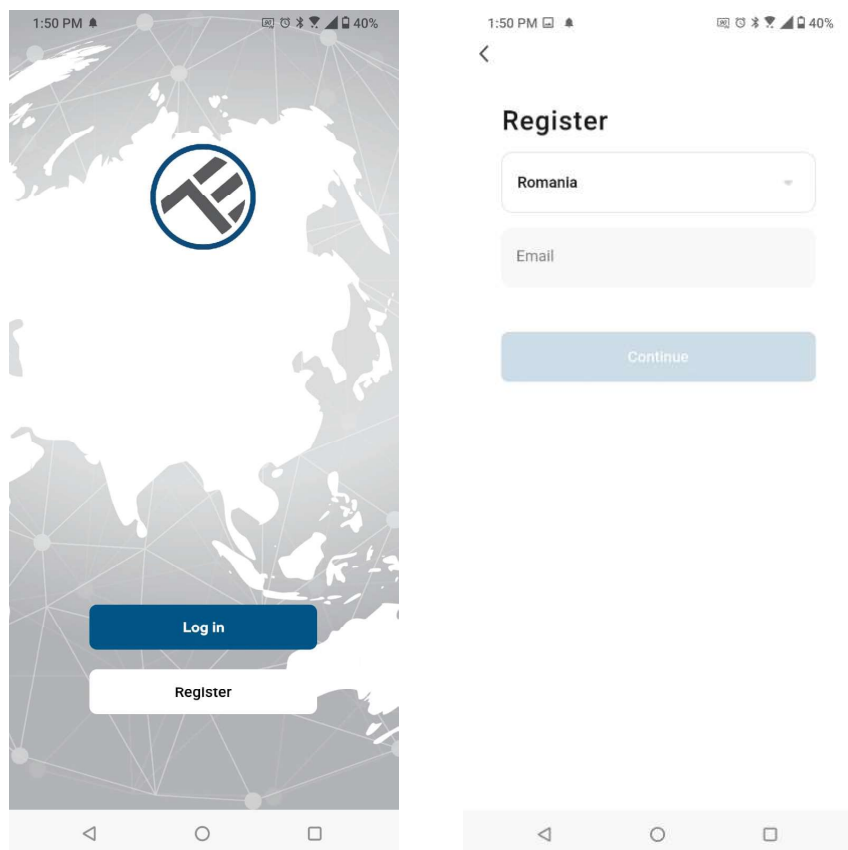 1:50 PM
40%
Log in
Register
1:50 PM
40%
Register
Romania
Email
Continue